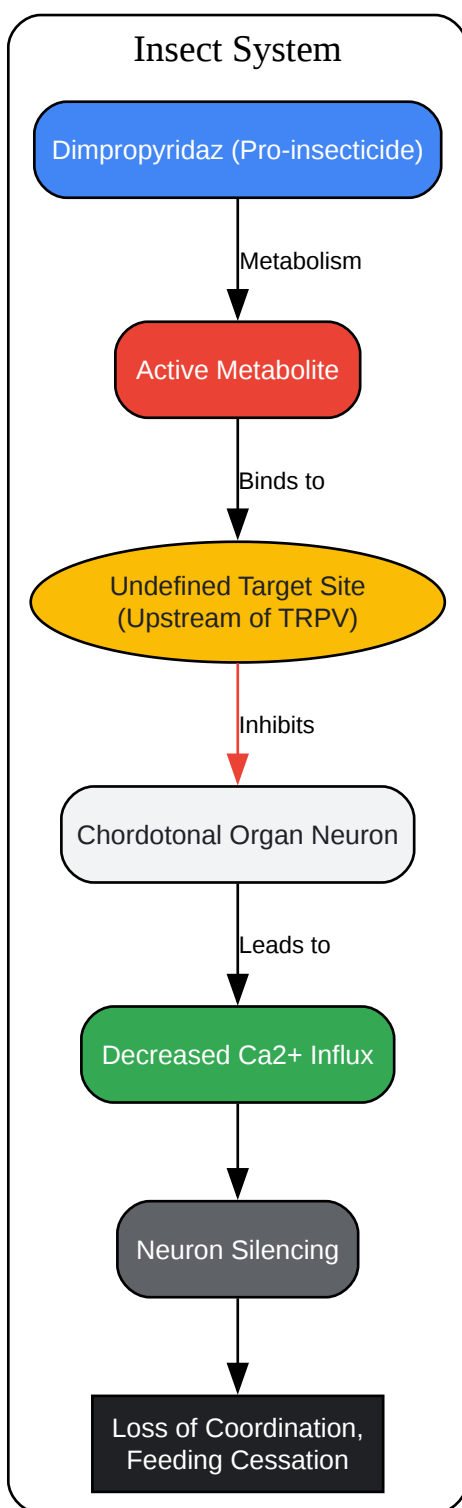 Insect System
Dimpropyridaz (Pro-insecticide)
Metabolism
Active Metabolite
Binds to
Undefined Target Site
(Upstream of TRPV)
Inhibits
Chordotonal Organ Neuron
Leads to
Decreased Ca2+ Influx
Neuron Silencing
Loss of Coordination,
Feeding Cessation